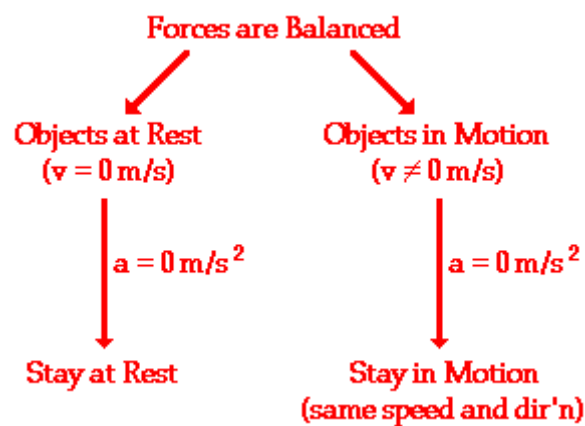 Forces are Balanced
Objects at Rest
(v = 0 m/s)
Objects in Motion
(v ≠ 0 m/s)
a = 0 m/s²
a = 0 m/s²
Stay at Rest
Stay in Motion
(same speed and dir'n)